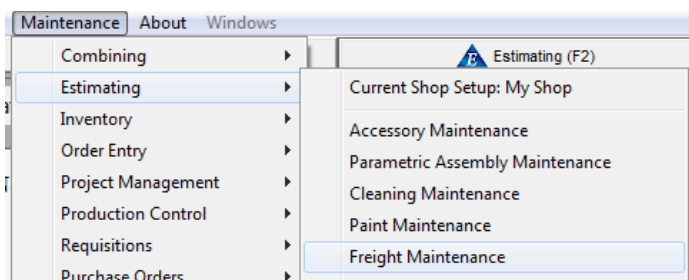 Maintenance About Windows
Combining
Estimating (F2)
Estimating
Current Shop Setup: My Shop
Inventory
Accessory Maintenance
Order Entry
Parametric Assembly Maintenance
Project Management
Cleaning Maintenance
Production Control
Paint Maintenance
Requisitions
Freight Maintenance
Purchase Orders